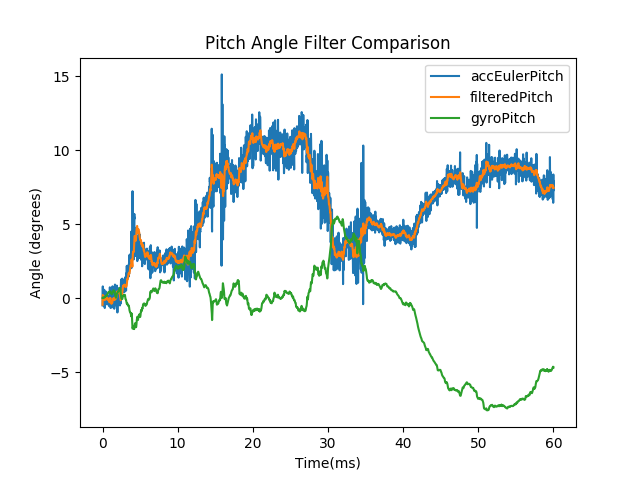 Pitch Angle Filter Comparison
accEulerPitch
filteredPitch
gyroPitch
Angle (degrees)
15
10
5
0
−5
0 10 20 30 40 50 60
Time(ms)